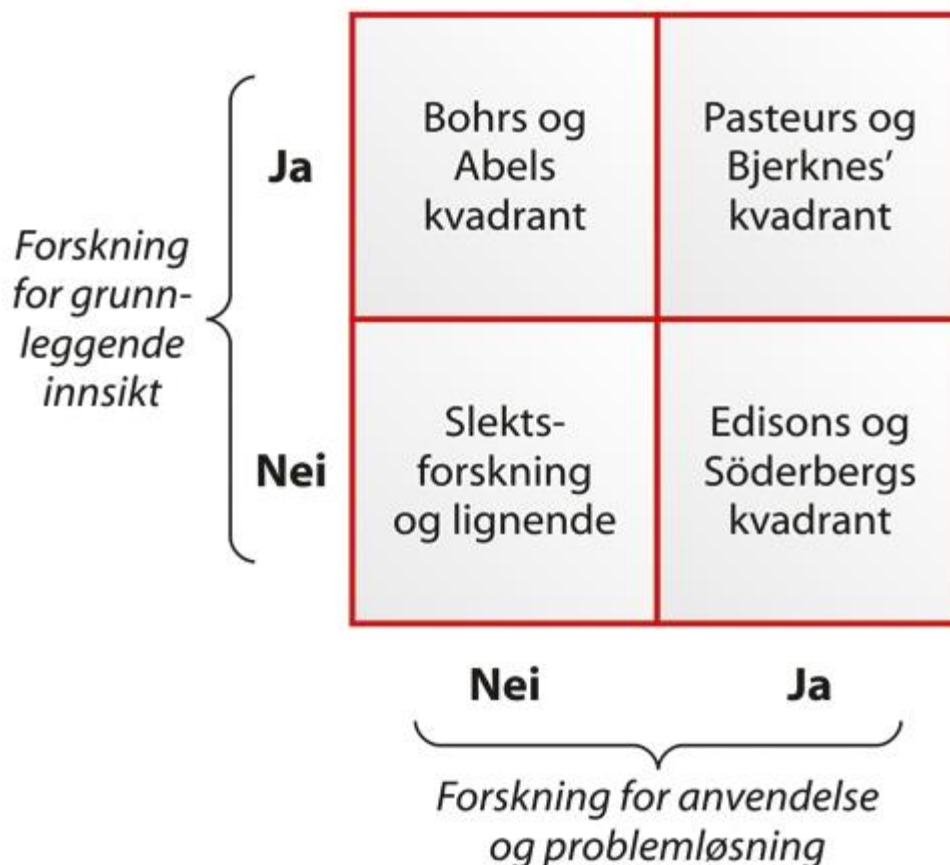 Bohrs og
Abels
kvadrant
Pasteurs og
Bjerknes’
kvadrant
Ja
Forskning
for grunn-
leggende
innsikt
Nei
Slekts-
forskning
og lignende
Edisons og
Söderbergs
kvadrant
Nei
Ja
Forskning for anvendelse
og problemløsning